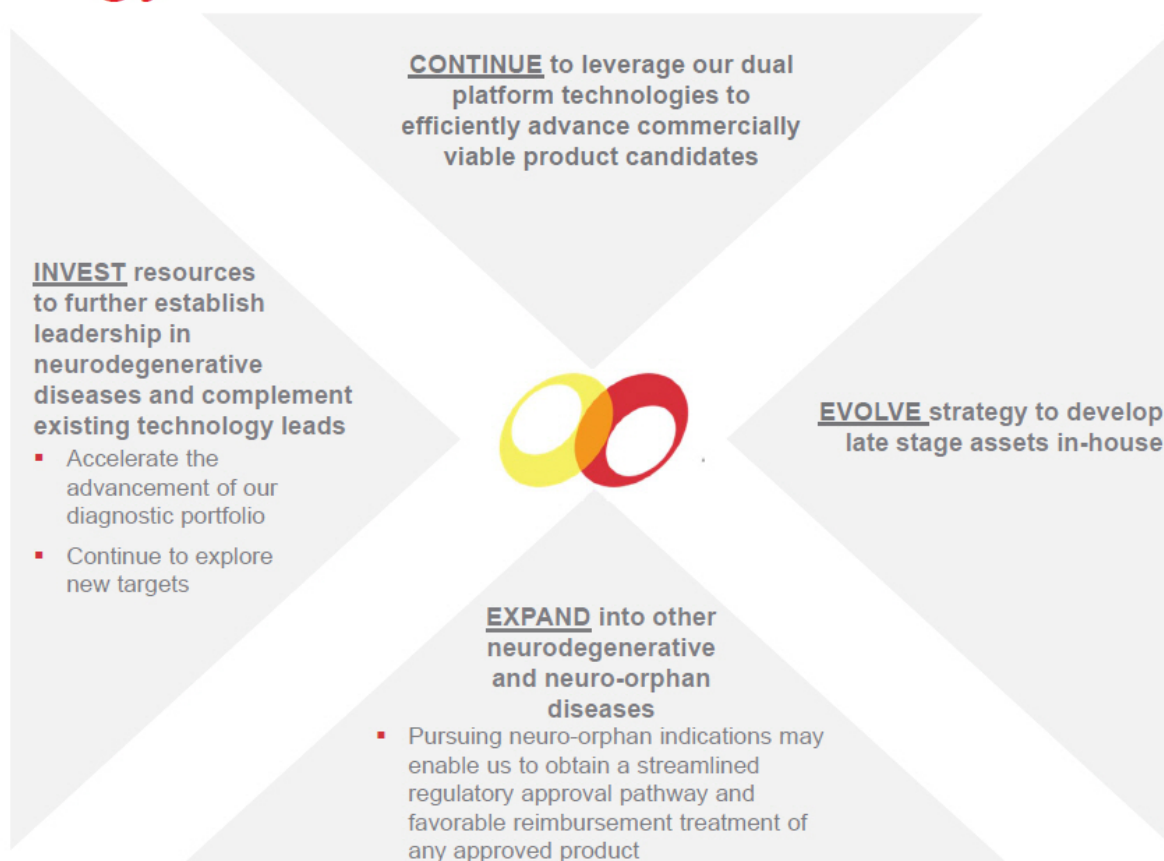 CONTINUE to leverage our dual
platform technologies to
efficiently advance commercially
viable product candidates
INVEST resources
to further establish
leadership in
neurodegenerative
diseases and complement
existing technology leads
▪ Accelerate the
advancement of our
diagnostic portfolio
▪ Continue to explore
new targets
EVOLVE strategy to develop
late stage assets in-house
EXPAND into other
neurodegenerative
and neuro-orphan
diseases
▪ Pursuing neuro-orphan indications may
enable us to obtain a streamlined
regulatory approval pathway and
favorable reimbursement treatment of
any approved product